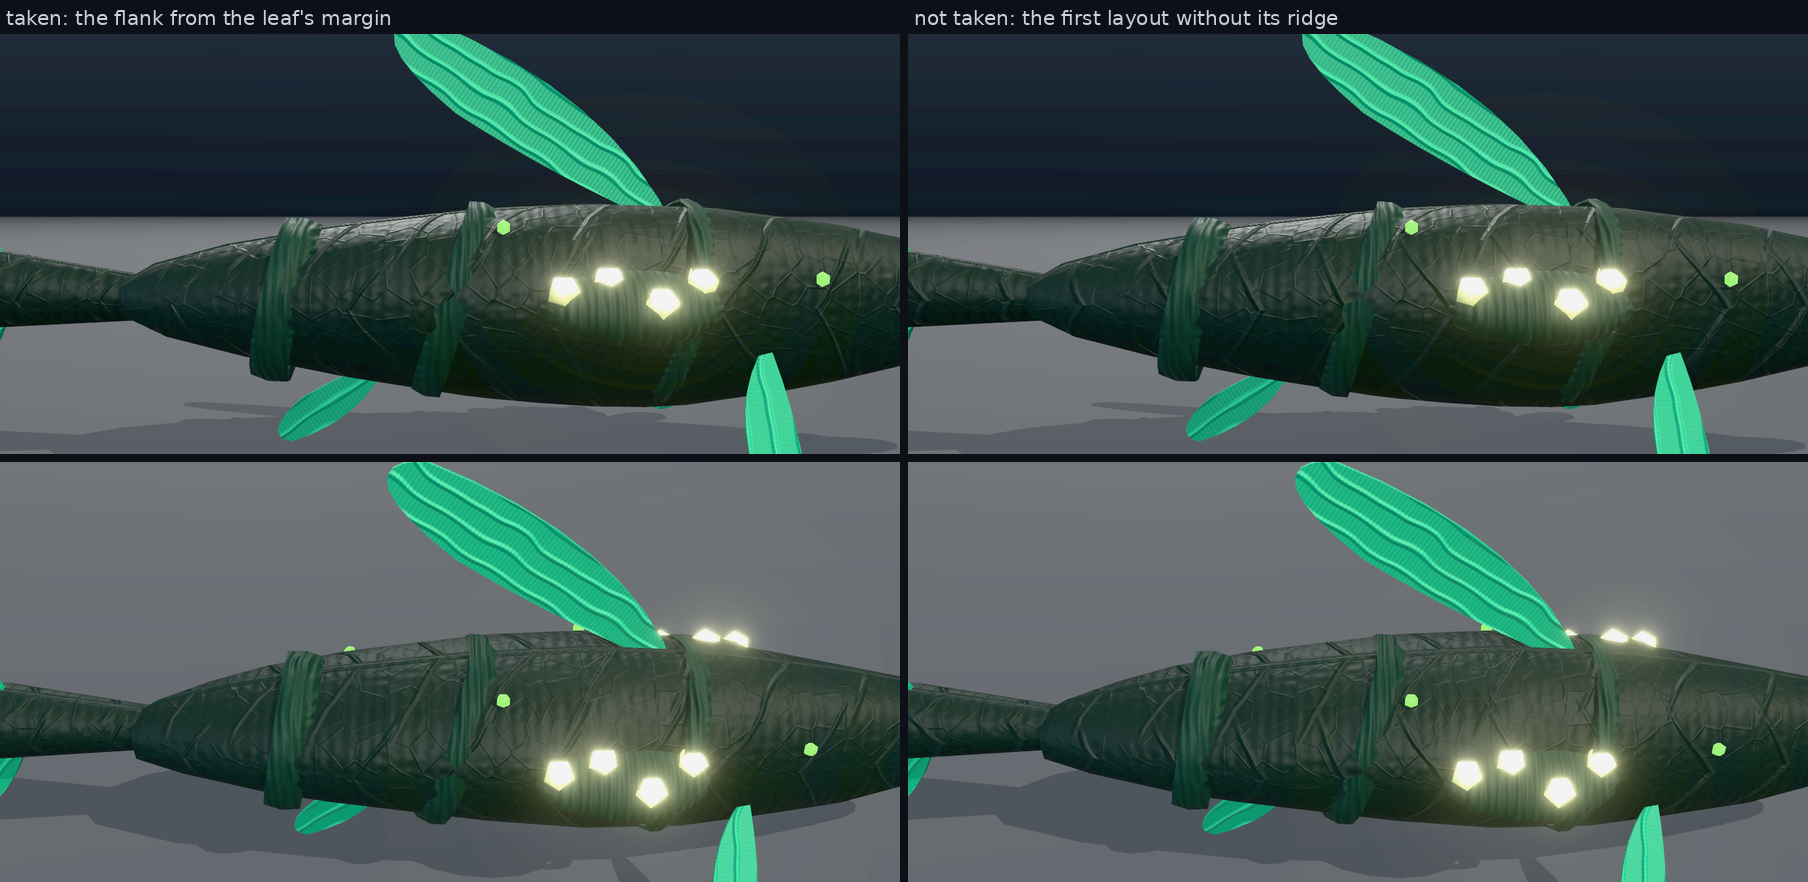 taken: the flank from the leaf's margin
not taken: the first layout without its ridge